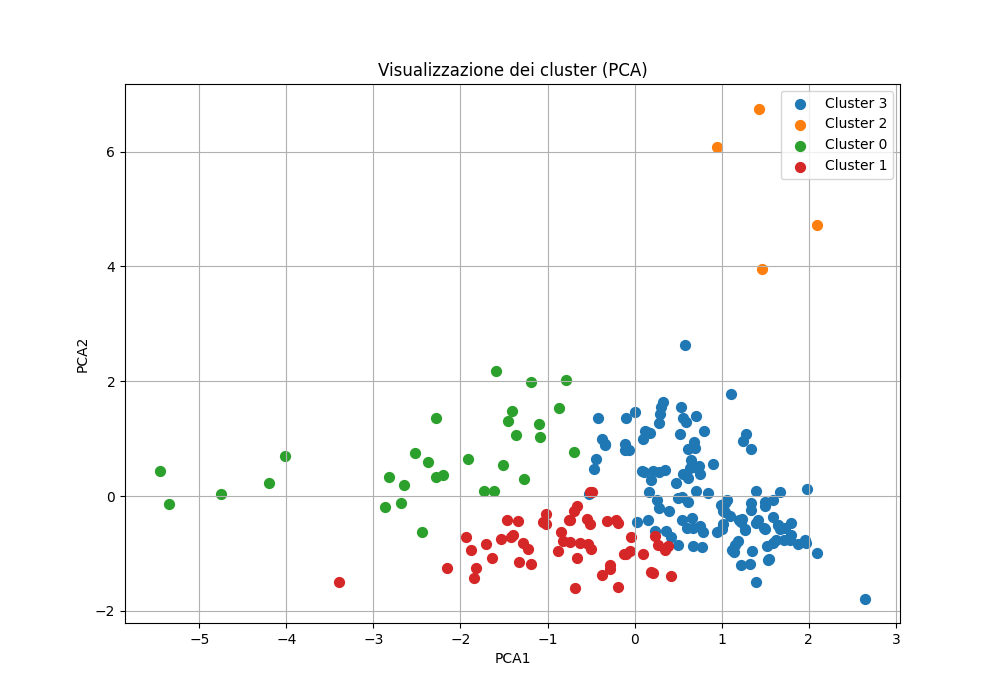 Visualizzazione dei cluster (PCA)
Cluster 3
Cluster 2
Cluster 0
Cluster 1
6
4
2
0
−2
PCA2
−5 −4 −3 −2 −1 0 1 2 3
PCA1